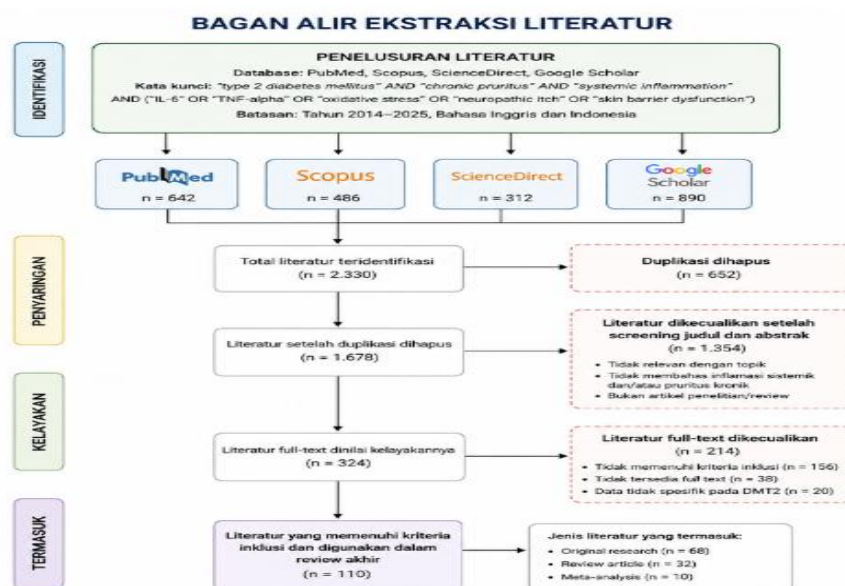 BAGAN ALIR EKSTRAKSI LITERATUR
IDENTIFIKASI
PENELUSURAN LITERATUR
Database: PubMed, Scopus, ScienceDirect, Google Scholar
Kata kunci: "type 2 diabetes mellitus" AND "chronic pruritus" AND "systemic inflammation"
AND ("IL-6" OR "TNF-alpha" OR "oxidative stress" OR "neuropathic itch" OR "skin barrier dysfunction")
Batasan: Tahun 2014–2025, Bahasa Inggris dan Indonesia
PubMed
n = 642
Scopus
n = 486
ScienceDirect
n = 312
Google
Scholar
n = 890
PENYARINGAN
Total literatur teridentifikasi
(n = 2.330)
Duplikasi dihapus
(n = 652)
Literatur setelah duplikasi dihapus
(n = 1.678)
Literatur dikecualikan setelah
screening judul dan abstrak
(n = 1.354)
• Tidak relevan dengan topik
• Tidak membahas inflamasi sistemik
dan/atau pruritus kronik
• Bukan artikel penelitian/review
KELAYAKAN
Literatur full-text dinilai kelayakannya
(n = 324)
Literatur full-text dikecualikan
(n = 214)
• Tidak memenuhi kriteria inklusi (n = 156)
• Tidak tersedia full text (n = 38)
• Data tidak spesifik pada DMT2 (n = 20)
TERMASUK
Literatur yang memenuhi kriteria
inklusi dan digunakan dalam
review akhir
(n = 110)
Jenis literatur yang termasuk:
• Original research (n = 68)
• Review article (n = 32)
• Meta-analysis (n = 10)